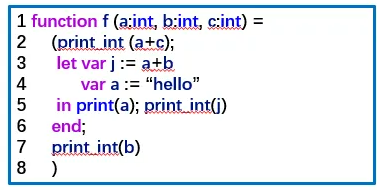 1 function f (a:int, b:int, c:int) =
2 (print_int (a+c);
3 let var j := a+b
4 var a := “hello”
5 in print(a); print_int(j)
6 end;
7 print_int(b)
8 )